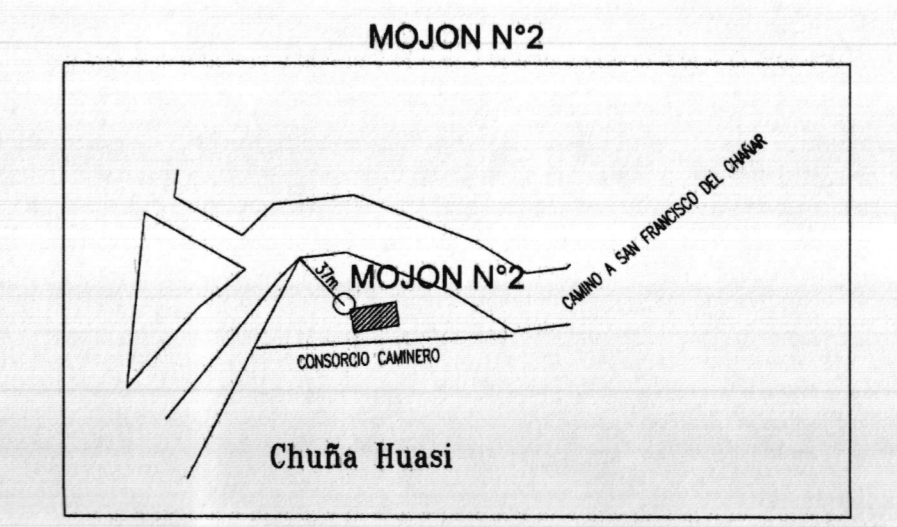 MOJON N°2
CAMINO A SAN FRANCISCO DEL CHAÑAR
37m.
MOJON N°2
CONSORCIO CAMINERO
Chuña Huasi